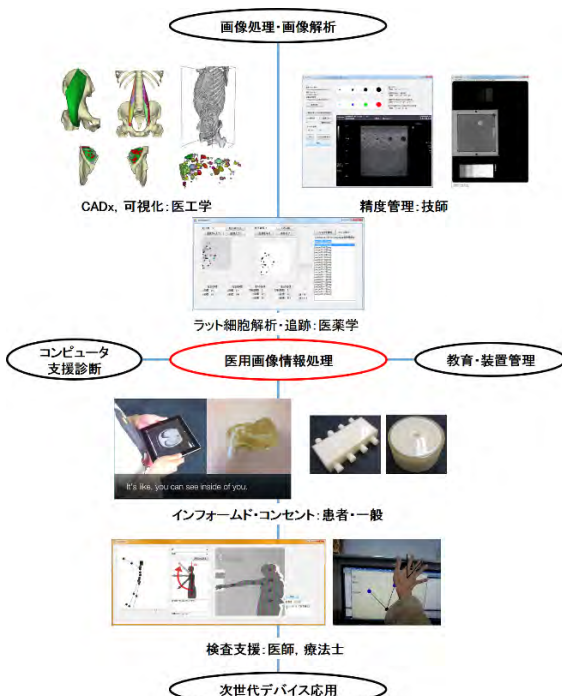 画像処理・画像解析
CADx, 可視化：医工学
精度管理：技師
ラット細胞解析・追跡：医薬学
コンピュータ
支援診断
医用画像情報処理
教育・装置管理
It's like, you can see inside of you.
インフォームド・コンセント：患者・一般
検査支援：医師, 療法士
次世代デバイス応用